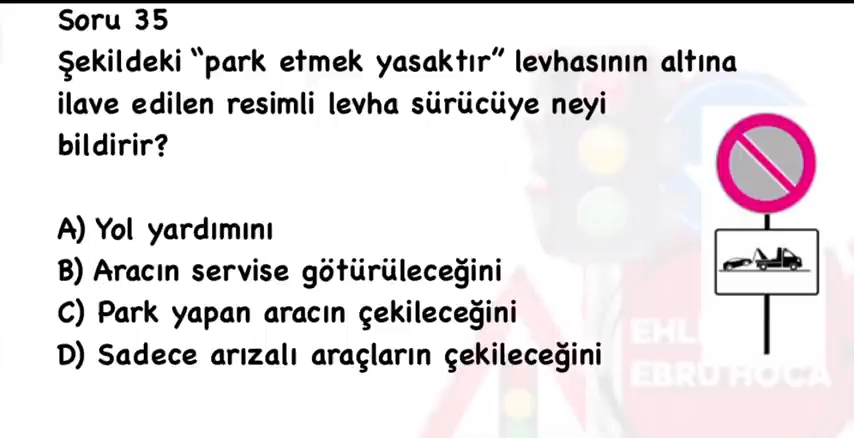 Soru 35
Şekildeki “park etmek yasaktır” levhasının altına
ilave edilen resimli levha sürücüye neyi
bildirir?
A) Yol yardımını
B) Aracın servise götürüleceğini
C) Park yapan aracın çekileceğini
D) Sadece arızalı araçların çekileceğini
EHL
EBRU HOCA